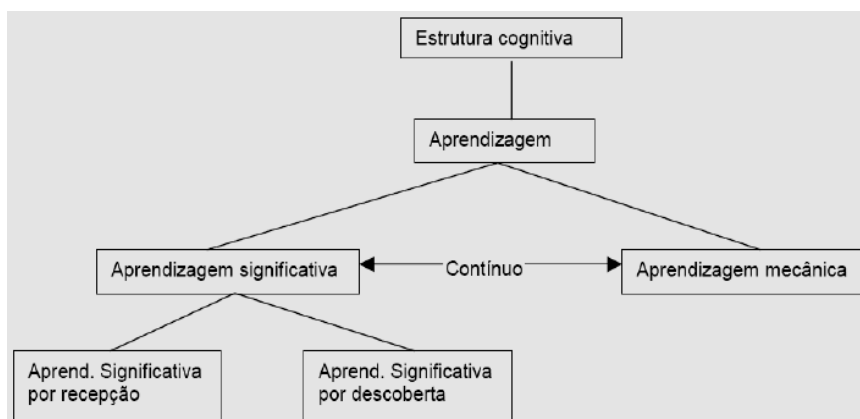 Estrutura cognitiva
Aprendizagem
Aprendizagem significativa
Contínuo
Aprendizagem mecânica
Aprend. Significativa
por recepção
Aprend. Significativa
por descoberta